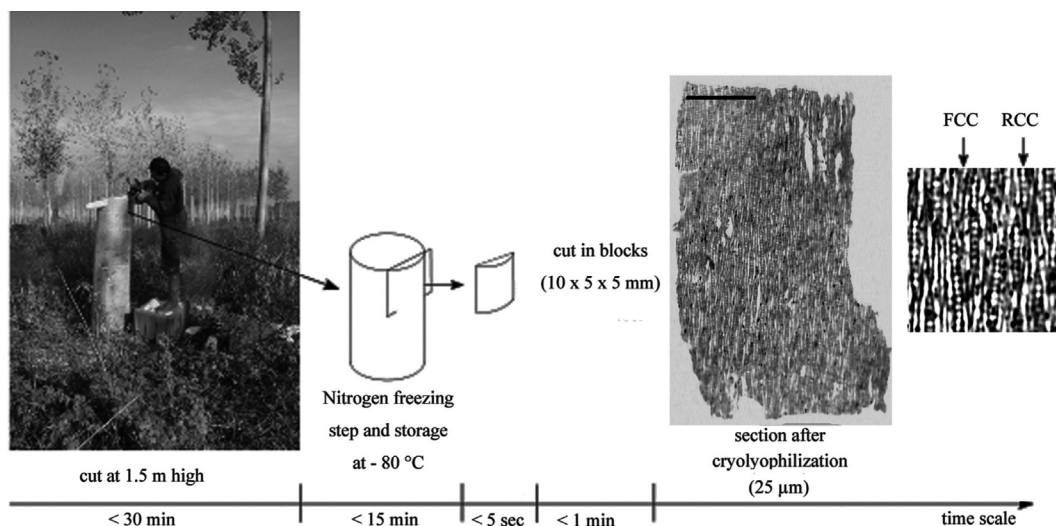 FCC RCC
cut in blocks
(10 x 5 x 5 mm)
Nitrogen freezing
step and storage
at - 80 °C
section after
cryolyophilization
(25 µm)
cut at 1.5 m high
< 30 min < 15 min < 5 sec < 1 min time scale